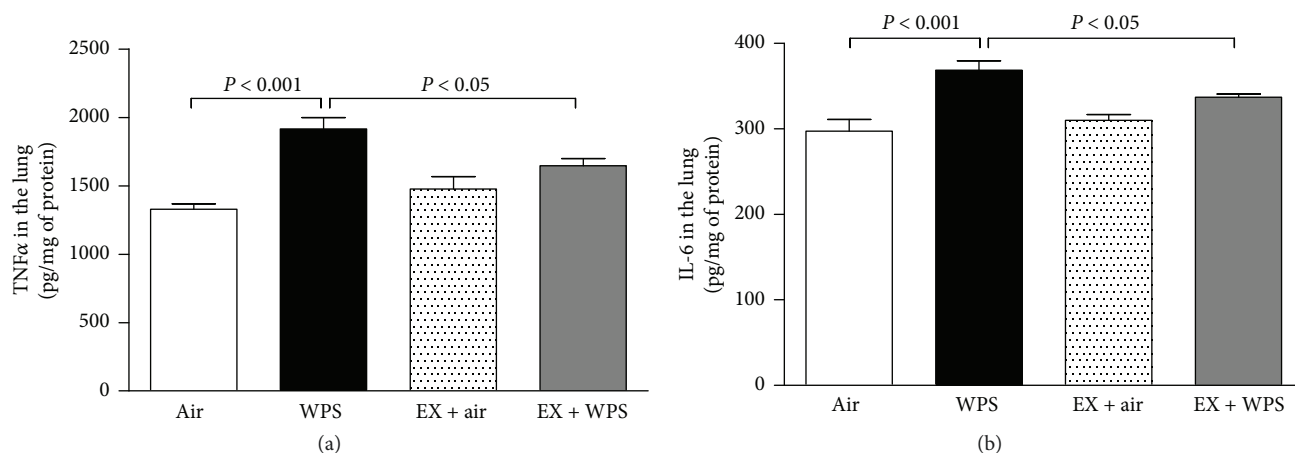 2500
2000
1500
1000
500
0
TNFα in the lung
(pg/mg of protein)
P < 0.001
P < 0.05
Air
WPS
EX + air
EX + WPS
(a)
400
300
200
300
0
IL-6 in the lung
(pg/mg of protein)
P < 0.001
P < 0.05
Air
WPS
EX + air
EX + WPS
(b)